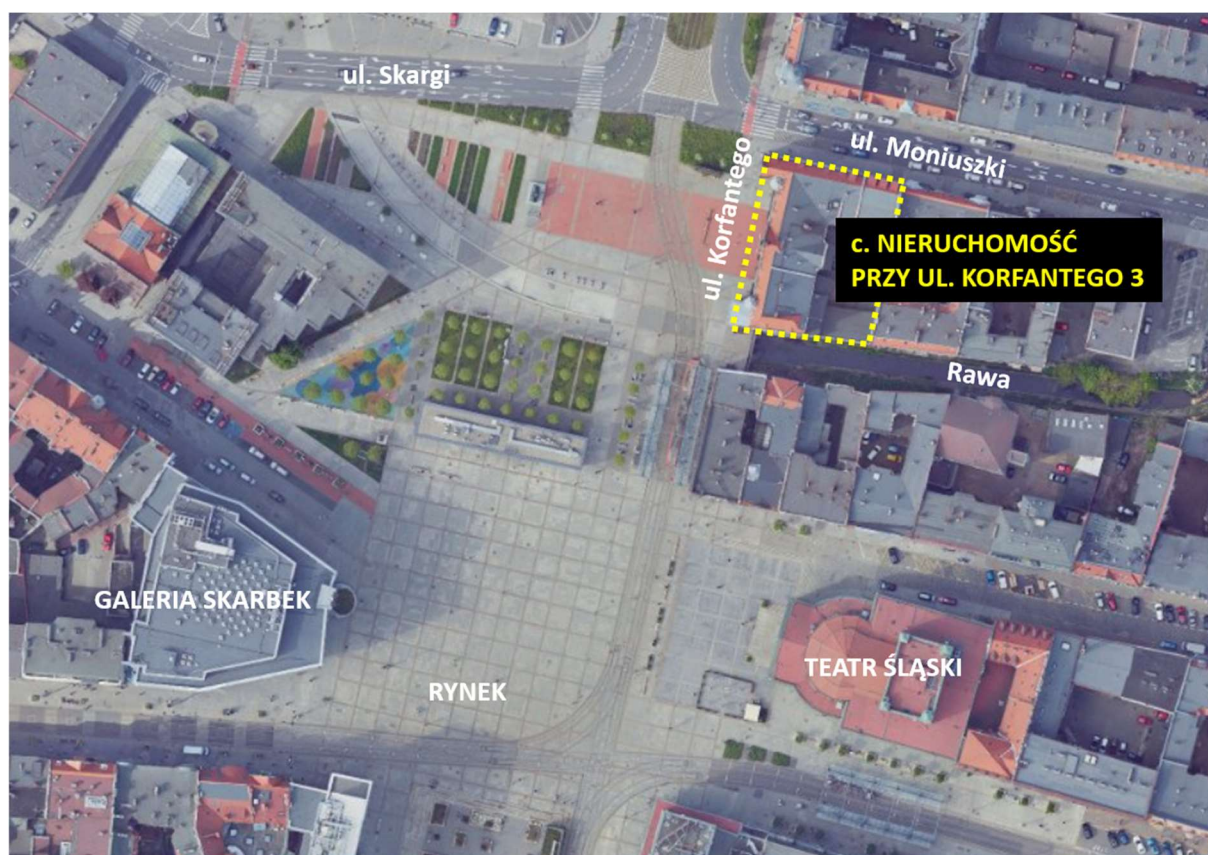 ul. Skargi
ul. Moniuszki
ul. Korfantego
c. NIERUCHOMOŚĆ
PRZY UL. KORFANTEGO 3
Rawa
GALERIA SKARBEK
TEATR ŚLĄSKI
RYNEK